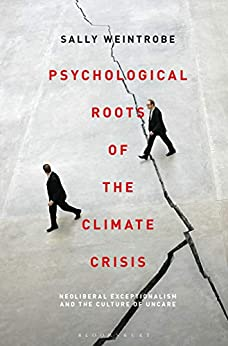 SALLY WEINTROBE
PSYCHOLOGICAL
ROOTS
OF
THE
CLIMATE
CRISIS
NEOLIBERAL EXCEPTIONALISM
AND THE CULTURE OF UNCARE
BLOOMSBURY